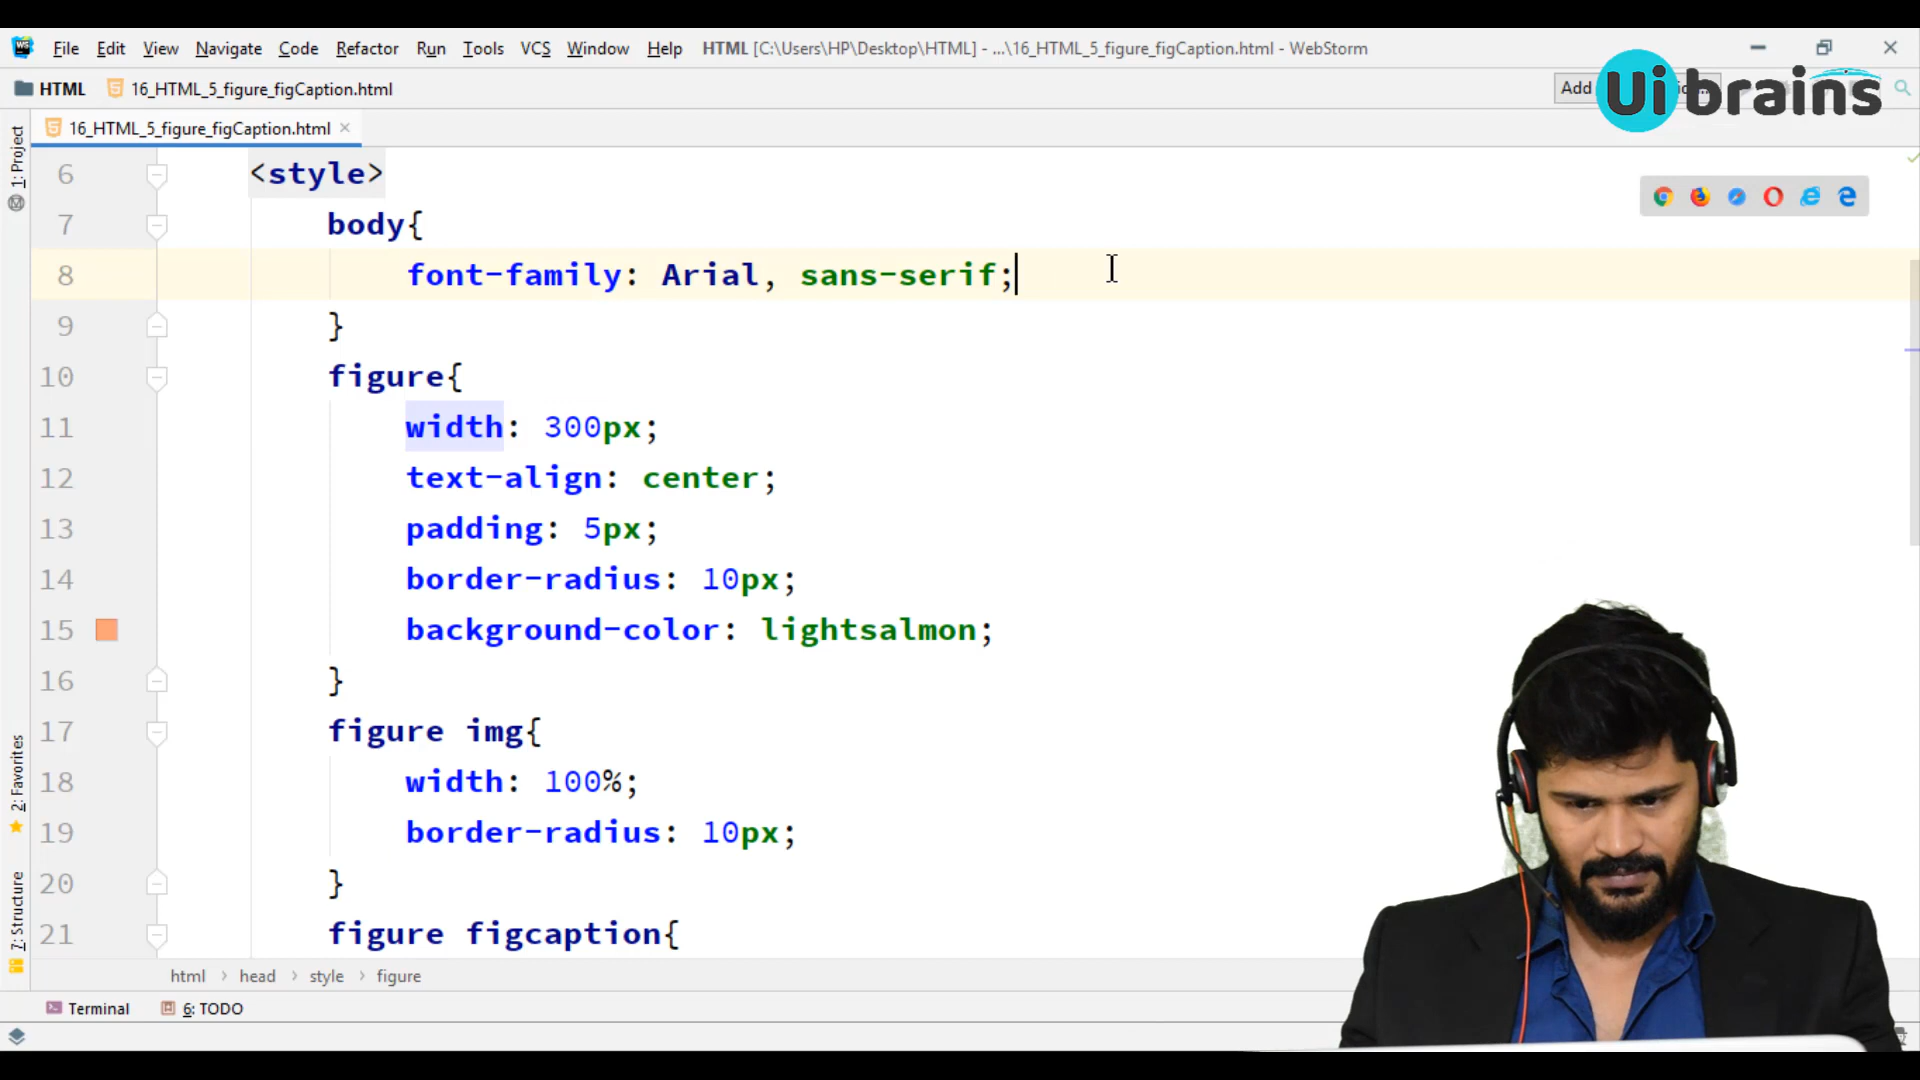 File Edit View Navigate Code Refactor Run Tools VCS Window Help HTML [C:\Users\HP\Desktop\HTML] - ...\16_HTML_5_figure_figCaption.html - WebStorm
HTML 16_HTML_5_figure_figCaption.html Add
Ui brains
16_HTML_5_figure_figCaption.html
1: Project
2: Favorites
7: Structure
6 <style>
7 body{
8 font-family: Arial, sans-serif;
9 }
10 figure{
11 width: 300px;
12 text-align: center;
13 padding: 5px;
14 border-radius: 10px;
15 background-color: lightsalmon;
16 }
17 figure img{
18 width: 100%;
19 border-radius: 10px;
20 }
21 figure figcaption{
html › head › style › figure
Terminal 6: TODO